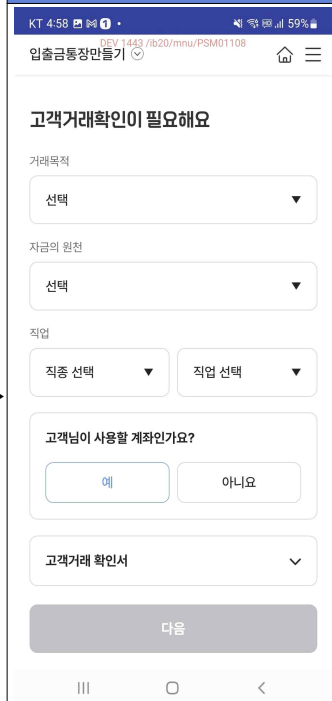 KT 4:58 1 59%
DEV 1443 /ib20/mnu/PSM01108
입출금통장만들기
고객거래확인이 필요해요
거래목적
선택
자금의 원천
선택
직업
직종 선택 직업 선택
고객님이 사용할 계좌인가요?
예 아니요
고객거래 확인서
다음